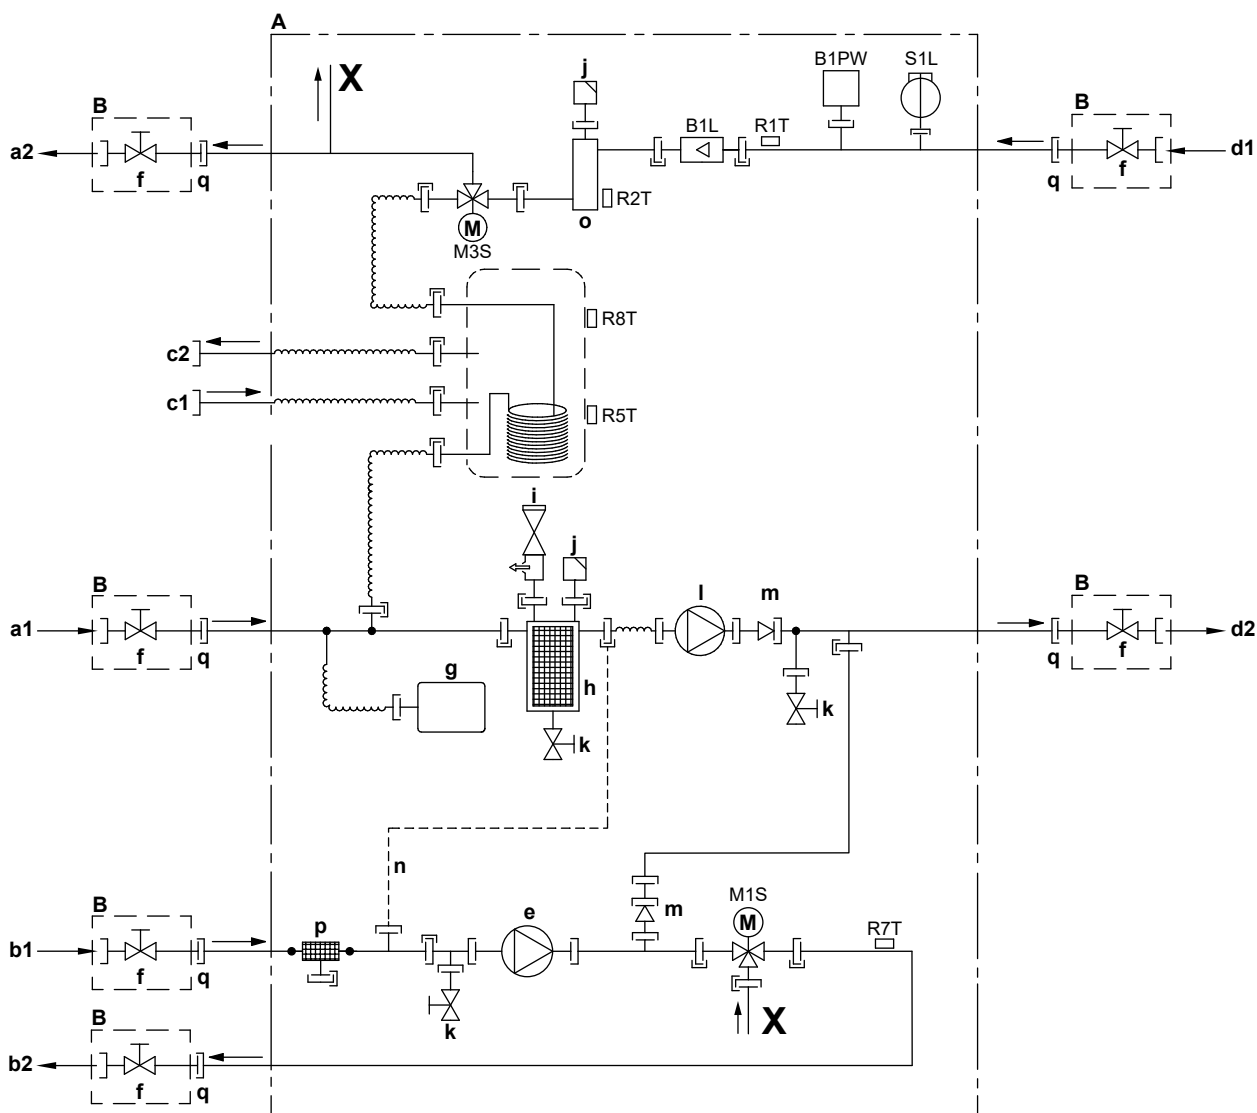 A
X
j
B1PW
S1L
B
B
B1L
R1T
a2
d1
f
q
q
f
R2T
M
o
M3S
R8T
c2
c1
R5T
i
j
B
l
m
B
a1
d2
f
q
q
f
g
h
k
k
n
M1S
B
p
e
m
M
R7T
b1
f
q
k
X
B
b2
f
q